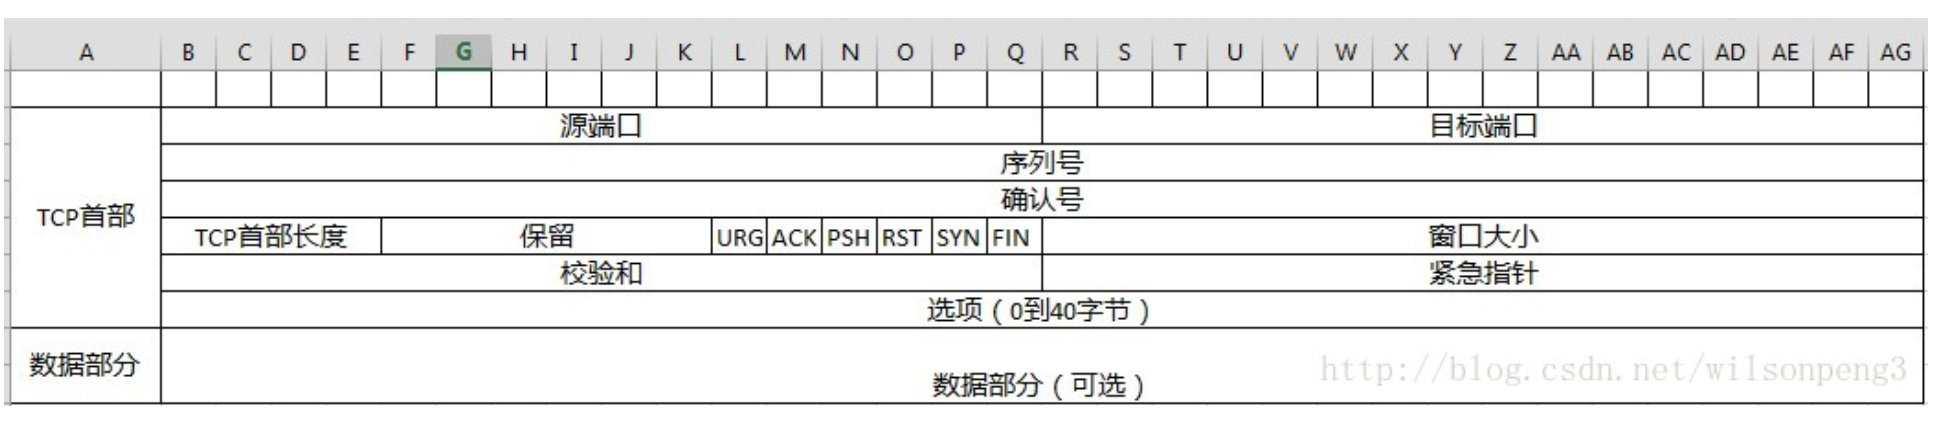 A B C D E F G H I J K L M N O P Q R S T U V W X Y Z AA AB AC AD AE AF AG
源端口 目标端口
序列号
确认号
TCP首部
TCP首部长度 保留 URG ACK PSH RST SYN FIN 窗口大小
校验和 紧急指针
选项（0到40字节）
数据部分
http://blog.csdn.net/wilsonpeng3
数据部分（可选）